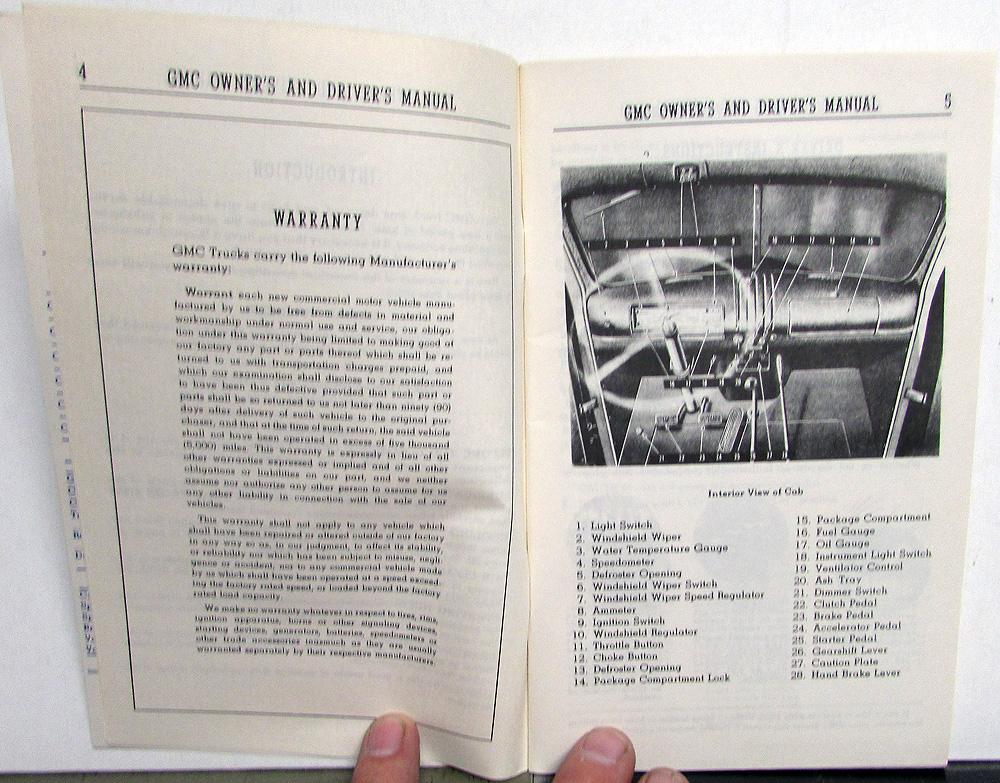 4
GMC OWNER'S AND DRIVER'S MANUAL
WARRANTY
GMC Trucks carry the following Manufacturer's
warranty:
Warrant each new commercial motor vehicle manu-
factured by us to be free from defects in material and
workmanship under normal use and service, our obliga-
tion under this warranty being limited to making good at
our factory any part or parts thereof which shall be re-
turned to us with transportation charges prepaid, and
which our examination shall disclose to our satisfaction
to have been thus defective provided that such part or
parts shall be so returned to us not later than ninety (90)
days after delivery of such vehicle to the original pur-
chaser, and that at the time of such return, the said vehicle
shall not have been operated in excess of five thousand
(5,000) miles. This warranty is expressly in lieu of all
other warranties expressed or implied and of all other
obligations or liabilities on our part, and we neither
assume nor authorize any other person to assume for us
any other liability in connection with the sale of our
vehicles.
This warranty shall not apply to any vehicle which
shall have been repaired or altered outside of our factory
in any way so as, in our judgment, to affect its stability,
or reliability nor which has been subject to misuse, negli-
gence or accident, nor to any commercial vehicle made
by us which shall have been operated at a speed exceed-
ing the factory rated speed, or loaded beyond the factory
rated load capacity.
We make no warranty whatever in respect to tires, rims,
ignition apparatus, horns or other signaling devices,
starting devices, generators, batteries, speedometers or
other trade accessories inasmuch as they are usually
warranted separately by their respective manufacturers.
GMC OWNER'S AND DRIVER'S MANUAL
5
Interior View of Cab
1. Light Switch
2. Windshield Wiper
3. Water Temperature Gauge
4. Speedometer
5. Defroster Opening
6. Windshield Wiper Switch
7. Windshield Wiper Speed Regulator
8. Ammeter
9. Ignition Switch
10. Windshield Regulator
11. Throttle Button
12. Choke Button
13. Defroster Opening
14. Package Compartment Lock
15. Package Compartment
16. Fuel Gauge
17. Oil Gauge
18. Instrument Light Switch
19. Ventilator Control
20. Ash Tray
21. Dimmer Switch
22. Clutch Pedal
23. Brake Pedal
24. Accelerator Pedal
25. Starter Pedal
26. Gearshift Lever
27. Caution Plate
28. Hand Brake Lever